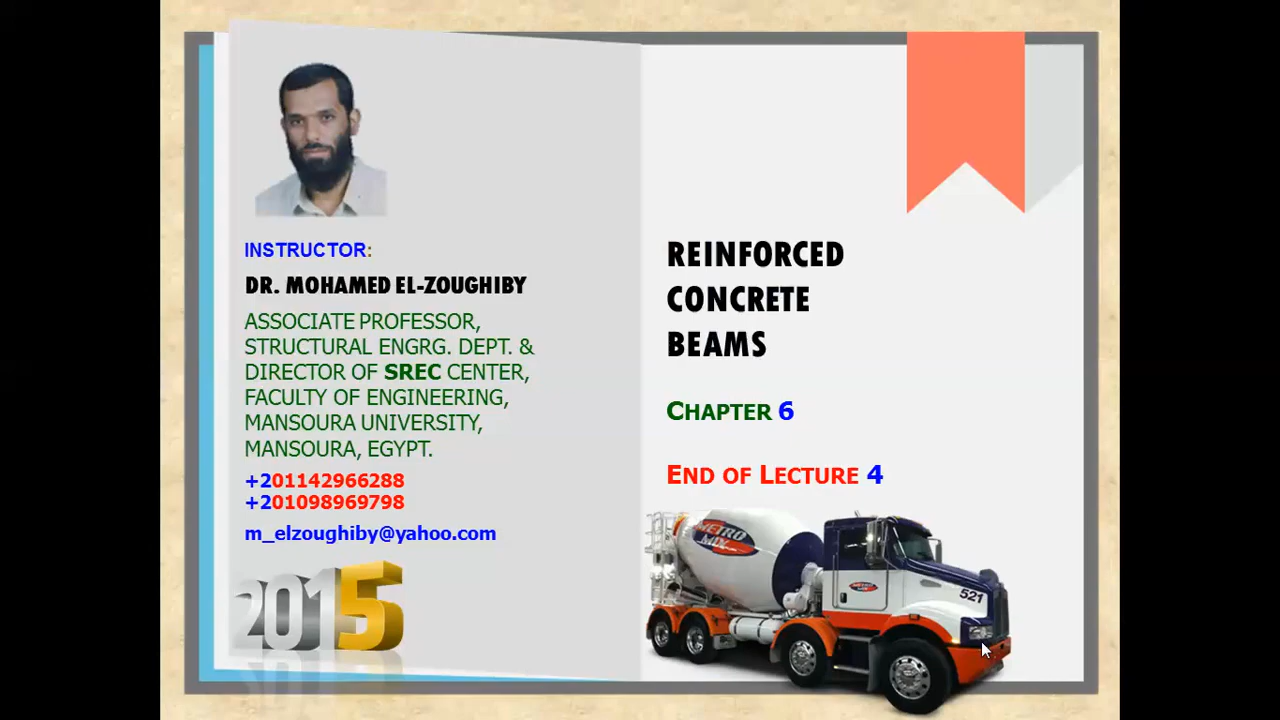 INSTRUCTOR:
DR. MOHAMED EL-ZOUGHIBY
ASSOCIATE PROFESSOR,
STRUCTURAL ENGRG. DEPT. &
DIRECTOR OF SREC CENTER,
FACULTY OF ENGINEERING,
MANSOURA UNIVERSITY,
MANSOURA, EGYPT.
+201142966288
+201098969798
m_elzoughiby@yahoo.com
2015
REINFORCED
CONCRETE
BEAMS
CHAPTER 6
END OF LECTURE 4
METRO
MIX
521